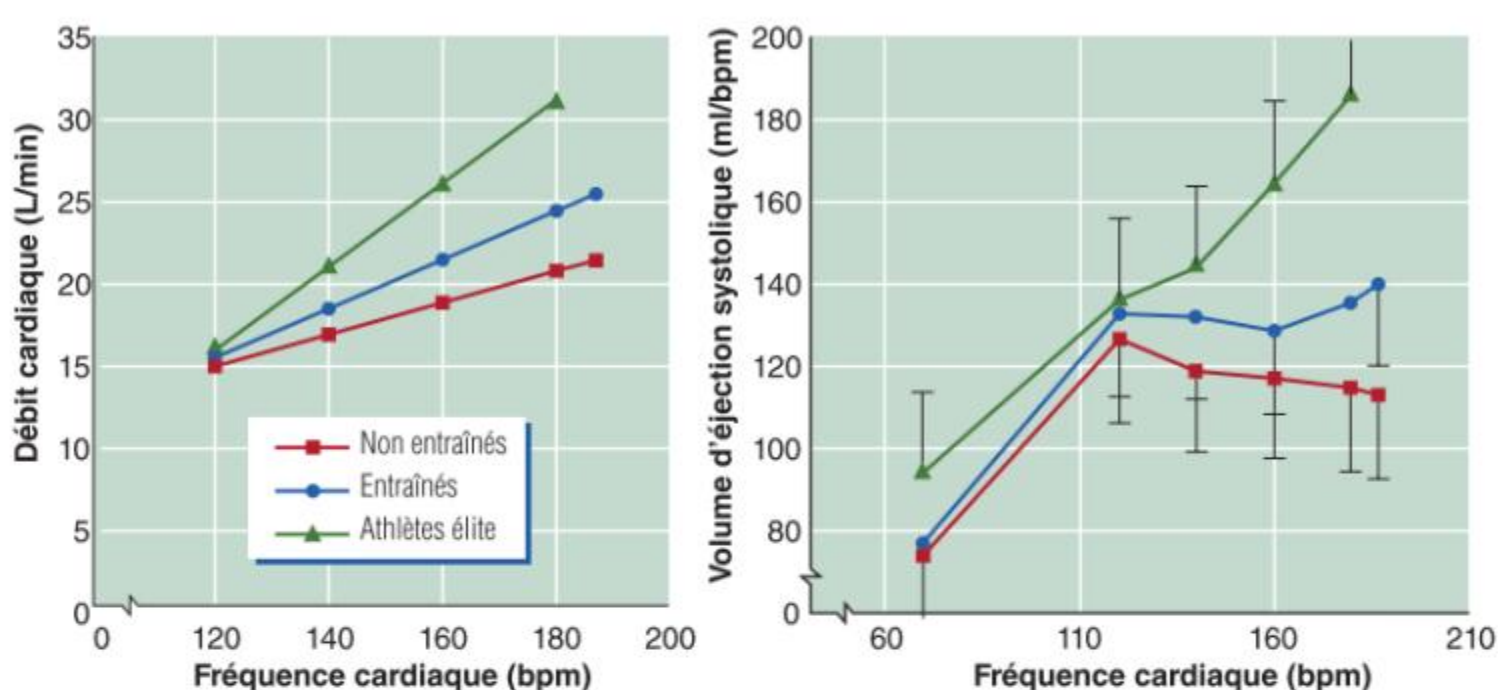 Débit cardiaque (L/min)
35
30
25
20
15
10
5
0
Non entraînés
Entraînés
Athlètes élite
0 120 140 160 180 200
Fréquence cardiaque (bpm)
Volume d'éjection systolique (ml/bpm)
200
180
160
140
120
100
80
0
60 110 160 210
Fréquence cardiaque (bpm)